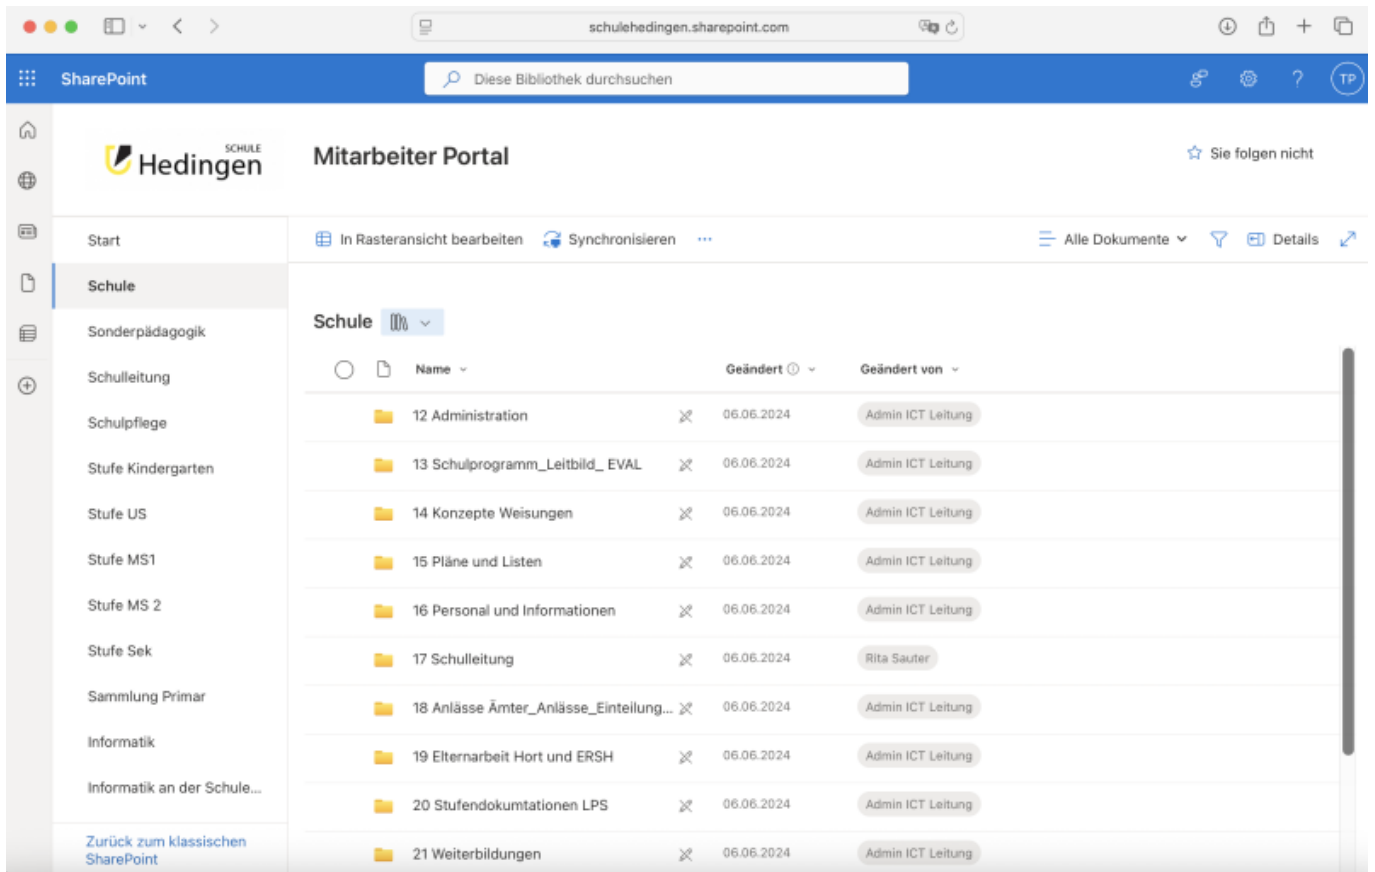 schulehedingen.sharepoint.com
SharePoint
Diese Bibliothek durchsuchen
?
TP
SCHULE
Hedingen
Mitarbeiter Portal
Sie folgen nicht
Start
Schule
Sonderpädagogik
Schulleitung
Schulpflege
Stufe Kindergarten
Stufe US
Stufe MS1
Stufe MS 2
Stufe Sek
Sammlung Primar
Informatik
Informatik an der Schule...
Zurück zum klassischen
SharePoint
In Rasteransicht bearbeiten Synchronisieren ...
Alle Dokumente Details
Schule
Name Geändert Geändert von
12 Administration 06.06.2024 Admin ICT Leitung
13 Schulprogramm_Leitbild_ EVAL 06.06.2024 Admin ICT Leitung
14 Konzepte Weisungen 06.06.2024 Admin ICT Leitung
15 Pläne und Listen 06.06.2024 Admin ICT Leitung
16 Personal und Informationen 06.06.2024 Admin ICT Leitung
17 Schulleitung 06.06.2024 Rita Sauter
18 Anlässe Ämter_Anlässe_Einteilung... 06.06.2024 Admin ICT Leitung
19 Elternarbeit Hort und ERSH 06.06.2024 Admin ICT Leitung
20 Stufendokumtationen LPS 06.06.2024 Admin ICT Leitung
21 Weiterbildungen 06.06.2024 Admin ICT Leitung